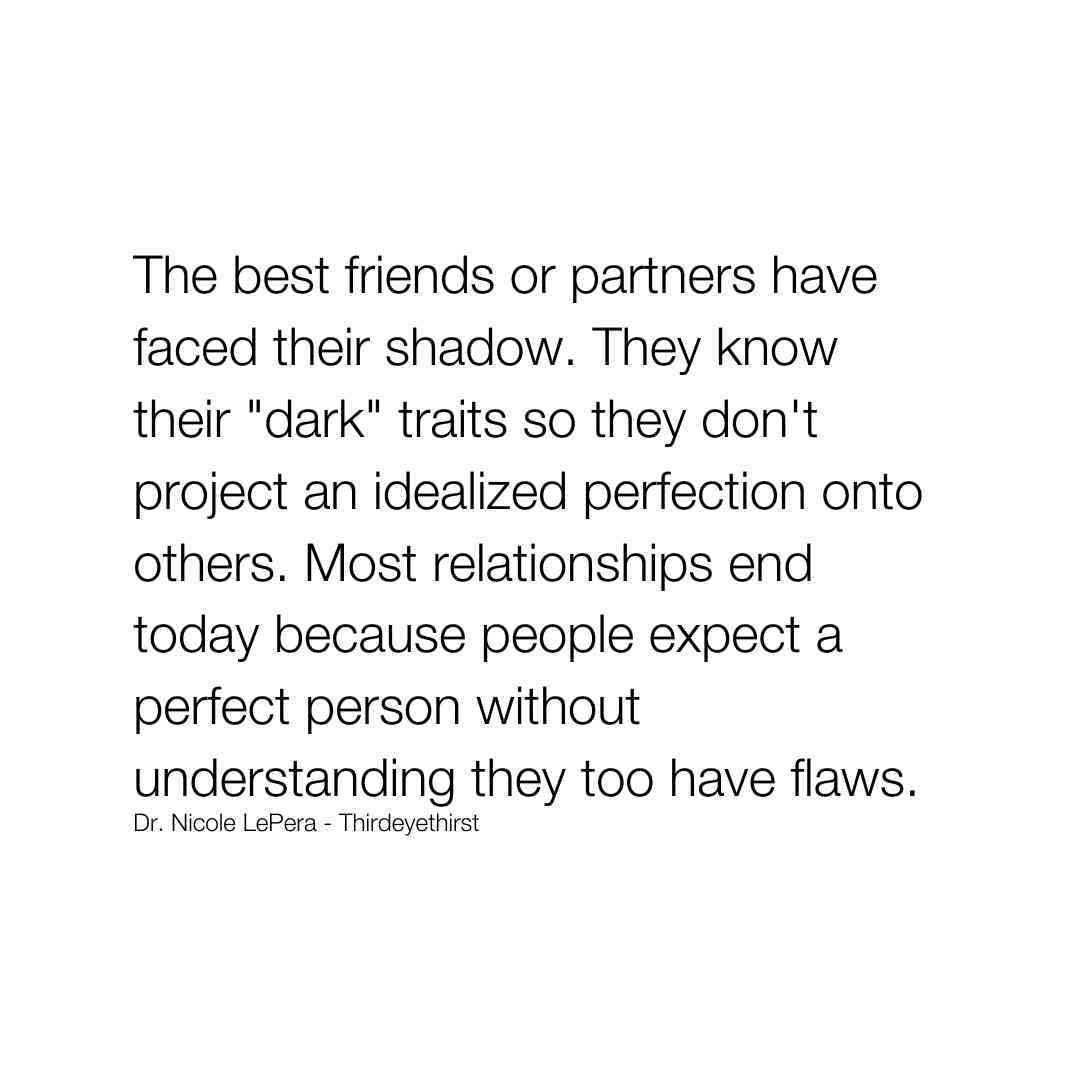 The best friends or partners have
faced their shadow. They know
their "dark" traits so they don't
project an idealized perfection onto
others. Most relationships end
today because people expect a
perfect person without
understanding they too have flaws.
Dr. Nicole LePera - Thirdeyethirst